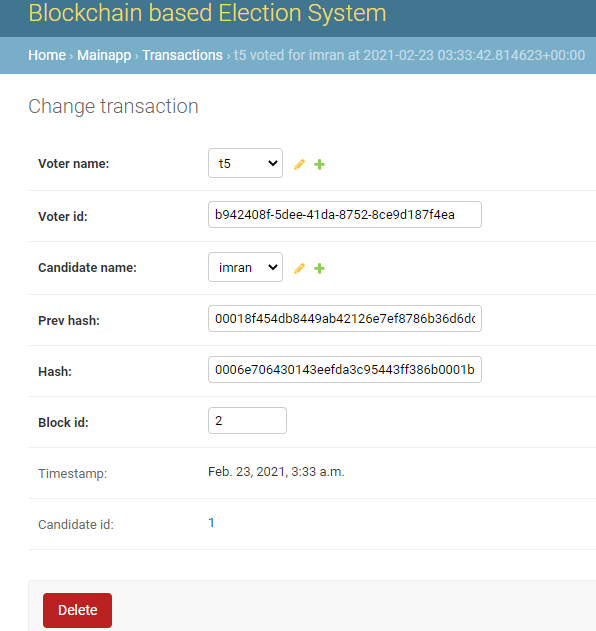 Blockchain based Election System
Home › Mainapp › Transactions › t5 voted for imran at 2021-02-23 03:33:42.814623+00:00
Change transaction
Voter name: t5
Voter id: b942408f-5dee-41da-8752-8ce9d187f4ea
Candidate name: imran
Prev hash: 00018f454db8449ab42126e7ef8786b36d6dc
Hash: 0006e706430143eefda3c95443ff386b0001b
Block id: 2
Timestamp: Feb. 23, 2021, 3:33 a.m.
Candidate id: 1
Delete